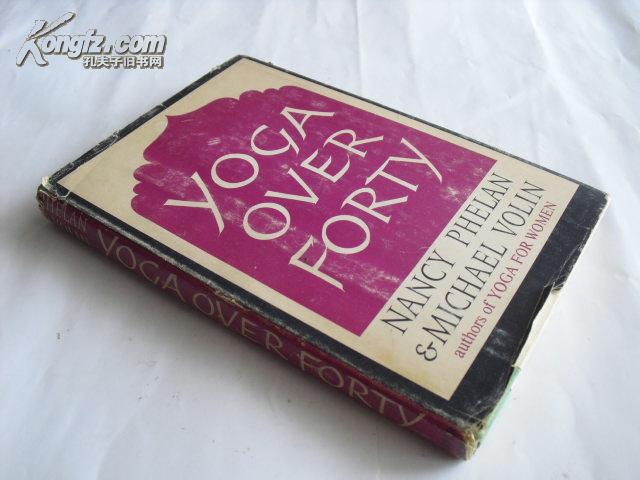 Kongfz.com
孔夫子旧书网
YOGA
OVER
FORTY
NANCY PHELAN
& MICHAEL VOLIN
authors of YOGA FOR WOMEN
PHELAN
YOGA OVER FORTY